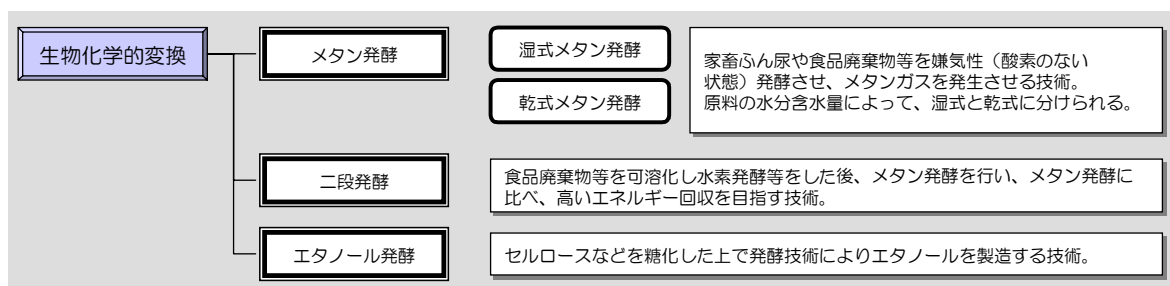 生物化学的変換
メタン発酵
湿式メタン発酵
乾式メタン発酵
家畜ふん尿や食品廃棄物等を嫌気性（酸素のない
状態）発酵させ、メタンガスを発生させる技術。
原料の水分含水量によって、湿式と乾式に分けられる。
二段発酵
食品廃棄物等を可溶化し水素発酵等をした後、メタン発酵を行い、メタン発酵に
比べ、高いエネルギー回収を目指す技術。
エタノール発酵
セルロースなどを糖化した上で発酵技術によりエタノールを製造する技術。